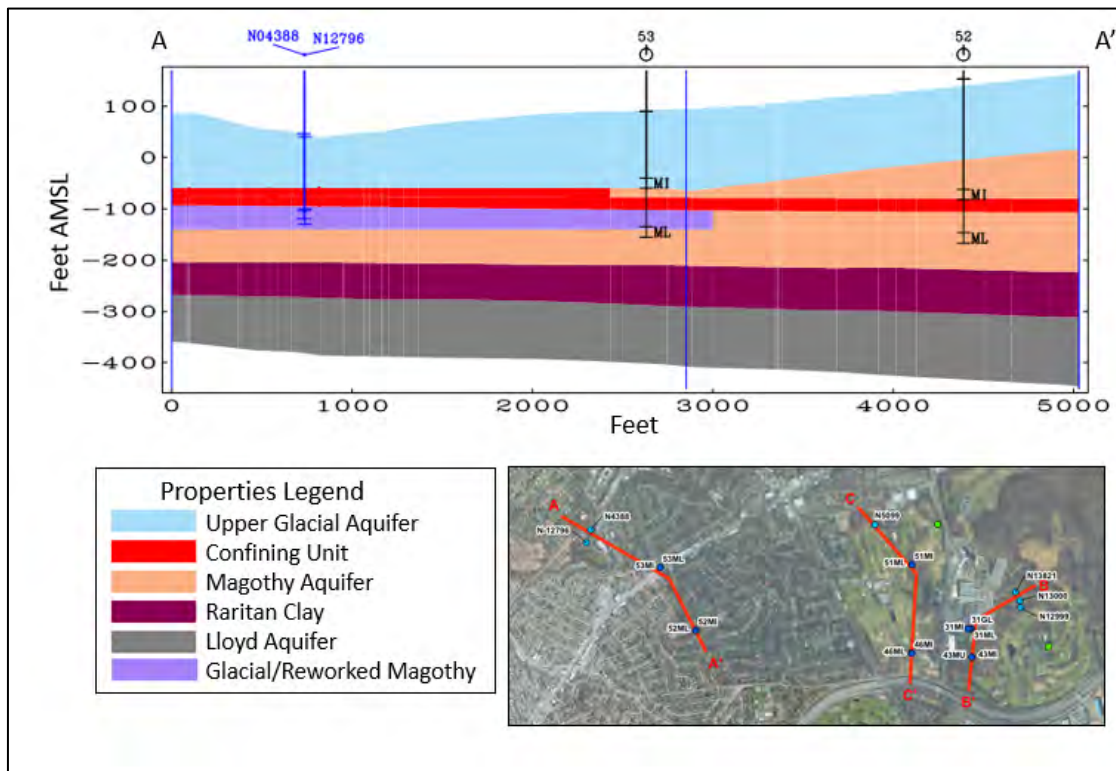 A
N04388 N12796
53
52
A'
100
0
-100
-200
-300
-400
Feet AMSL
MI
ML
MI
ML
0 1000 2000 3000 4000 5000
Feet
Properties Legend
Upper Glacial Aquifer
Confining Unit
Magothy Aquifer
Raritan Clay
Lloyd Aquifer
Glacial/Reworked Magothy
A
N4388
N-12796
53ML
53MI
52MI
52ML
A'
C
N5099
51MI
51ML
46MI
46ML
N13821
B
N13000
N12999
31GL
31MI
31ML
43MU
43MI